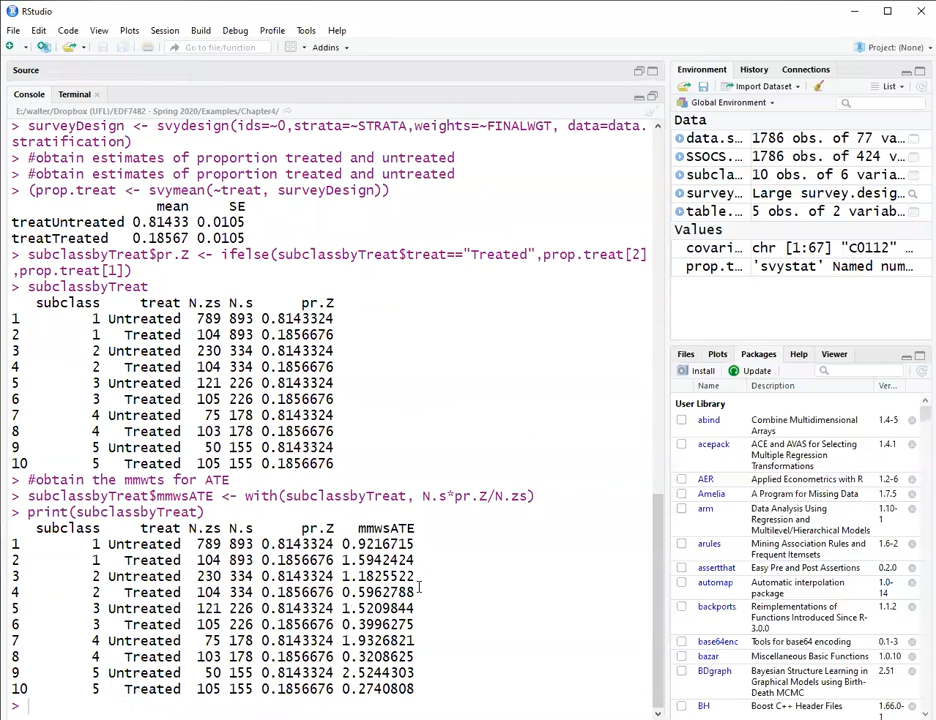 RStudio
File Edit Code View Plots Session Build Debug Profile Tools Help
Go to file/function Addins Project: (None)
Source
Console Terminal
E:/walter/Dropbox (UFL)/EDF7482 - Spring 2020/Examples/Chapter4/
> surveyDesign <- svydesign(ids=~0,strata=~STRATA,weights=~FINALWGT, data=data.
stratification)
> #obtain estimates of proportion treated and untreated
> #obtain estimates of proportion treated and untreated
> (prop.treat <- svymean(~treat, surveyDesign))
mean SE
treatUntreated 0.81433 0.0105
treatTreated 0.18567 0.0105
> subclassbyTreat$pr.Z <- ifelse(subclassbyTreat$treat=="Treated",prop.treat[2]
,prop.treat[1])
> subclassbyTreat
subclass treat N.zs N.s pr.Z
1 1 Untreated 789 893 0.8143324
2 1 Treated 104 893 0.1856676
3 2 Untreated 230 334 0.8143324
4 2 Treated 104 334 0.1856676
5 3 Untreated 121 226 0.8143324
6 3 Treated 105 226 0.1856676
7 4 Untreated 75 178 0.8143324
8 4 Treated 103 178 0.1856676
9 5 Untreated 50 155 0.8143324
10 5 Treated 105 155 0.1856676
> #obtain the mmwts for ATE
> subclassbyTreat$mmwsATE <- with(subclassbyTreat, N.s*pr.Z/N.zs)
> print(subclassbyTreat)
subclass treat N.zs N.s pr.Z mmwsATE
1 1 Untreated 789 893 0.8143324 0.9216715
2 1 Treated 104 893 0.1856676 1.5942424
3 2 Untreated 230 334 0.8143324 1.1825522
4 2 Treated 104 334 0.1856676 0.5962788
5 3 Untreated 121 226 0.8143324 1.5209844
6 3 Treated 105 226 0.1856676 0.3996275
7 4 Untreated 75 178 0.8143324 1.9326821
8 4 Treated 103 178 0.1856676 0.3208625
9 5 Untreated 50 155 0.8143324 2.5244303
10 5 Treated 105 155 0.1856676 0.2740808
>
Environment History Connections
Import Dataset List
Global Environment
Data
data.s... 1786 obs. of 77 va...
SSOCS.... 1786 obs. of 424 v...
subcla... 10 obs. of 6 variab...
survey... Large survey.desig...
table.... 5 obs. of 2 variab...
Values
covari... chr [1:67] "C0112" ...
prop.t... 'svystat' Named num...
Files Plots Packages Help Viewer
Install Update
Name Description Ver...
User Library
abind Combine Multidimensional
Arrays 1.4-5
acepack ACE and AVAS for Selecting
Multiple Regression
Transformations 1.4.1
AER Applied Econometrics with R 1.2-6
Amelia A Program for Missing Data 1.7.5
arm Data Analysis Using
Regression and
Multilevel/Hierarchical Models 1.10-
1
arules Mining Association Rules and
Frequent Itemsets 1.6-2
assertthat Easy Pre and Post Assertions 0.2.0
automap Automatic interpolation
package 1.0-
14
backports Reimplementations of
Functions Introduced Since R-
3.0.0 1.1.2
base64enc Tools for base64 encoding 0.1-3
bazar Miscellaneous Basic Functions 1.0.10
BDgraph Bayesian Structure Learning in
Graphical Models using Birth-
Death MCMC 2.51
BH Boost C++ Header Files 1.66.0-